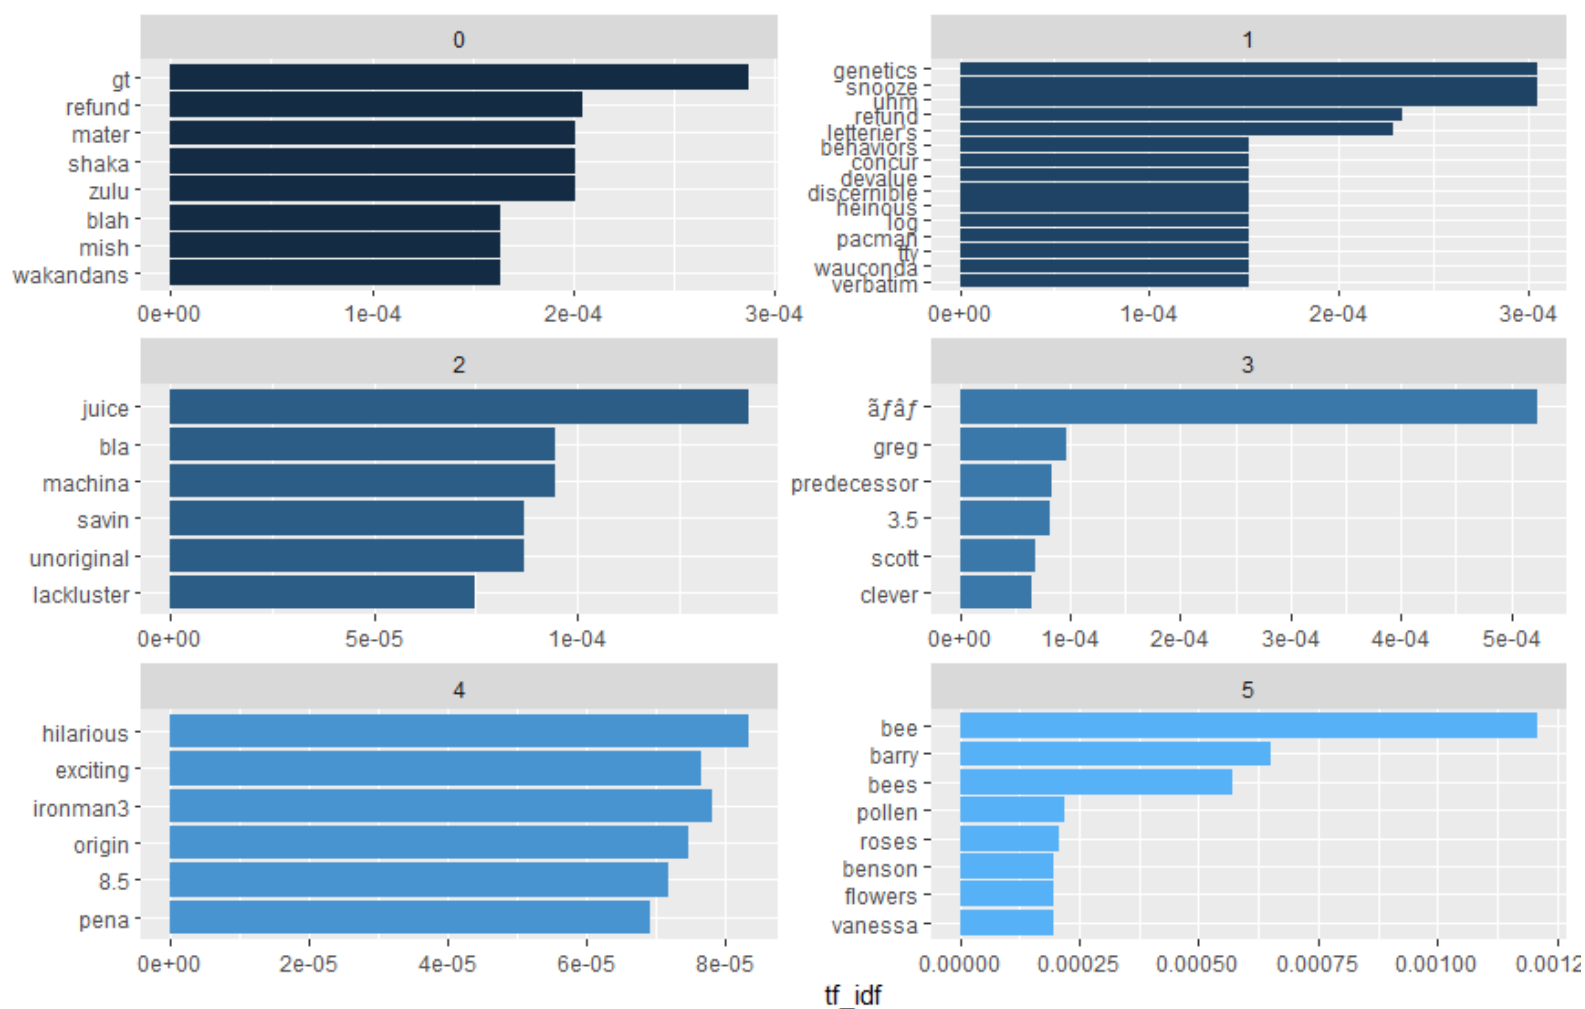 0
gt
refund
mater
shaka
zulu
blah
mish
wakandans
0e+00 1e-04 2e-04 3e-04
1
genetics
snooze
uhm
refund
letterier's
behaviors
concur
devalue
discernible
heinous
log
pacman
ttv
wauconda
verbatim
0e+00 1e-04 2e-04 3e-04
2
juice
bla
machina
savin
unoriginal
lackluster
0e+00 5e-05 1e-04
3
ãƒâƒ
greg
predecessor
3.5
scott
clever
0e+00 1e-04 2e-04 3e-04 4e-04 5e-04
4
hilarious
exciting
ironman3
origin
8.5
pena
0e+00 2e-05 4e-05 6e-05 8e-05
5
bee
barry
bees
pollen
roses
benson
flowers
vanessa
0.00000 0.00025 0.00050 0.00075 0.00100 0.0012
tf_idf